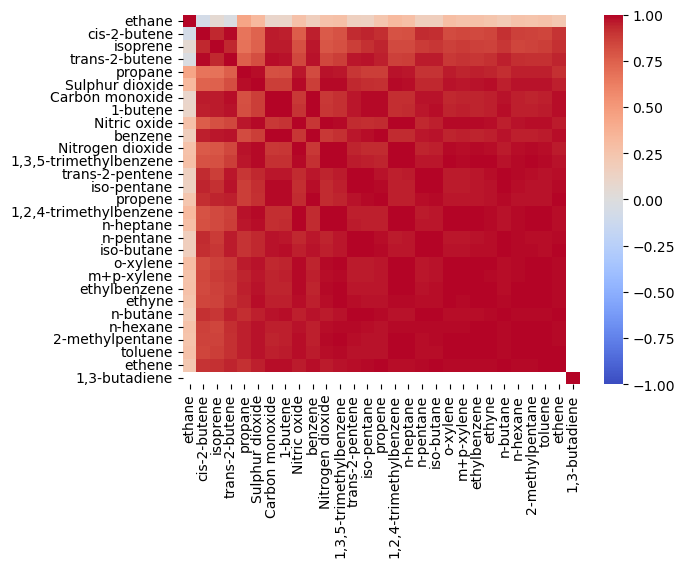 ethane
cis-2-butene
isoprene
trans-2-butene
propane
Sulphur dioxide
Carbon monoxide
1-butene
Nitric oxide
benzene
Nitrogen dioxide
1,3,5-trimethylbenzene
trans-2-pentene
iso-pentane
propene
1,2,4-trimethylbenzene
n-heptane
n-pentane
iso-butane
o-xylene
m+p-xylene
ethylbenzene
ethyne
n-butane
n-hexane
2-methylpentane
toluene
ethene
1,3-butadiene
ethane
cis-2-butene
isoprene
trans-2-butene
propane
Sulphur dioxide
Carbon monoxide
1-butene
Nitric oxide
benzene
Nitrogen dioxide
1,3,5-trimethylbenzene
trans-2-pentene
iso-pentane
propene
1,2,4-trimethylbenzene
n-heptane
n-pentane
iso-butane
o-xylene
m+p-xylene
ethylbenzene
ethyne
n-butane
n-hexane
2-methylpentane
toluene
ethene
1,3-butadiene
1.00
0.75
0.50
0.25
0.00
−0.25
−0.50
−0.75
−1.00